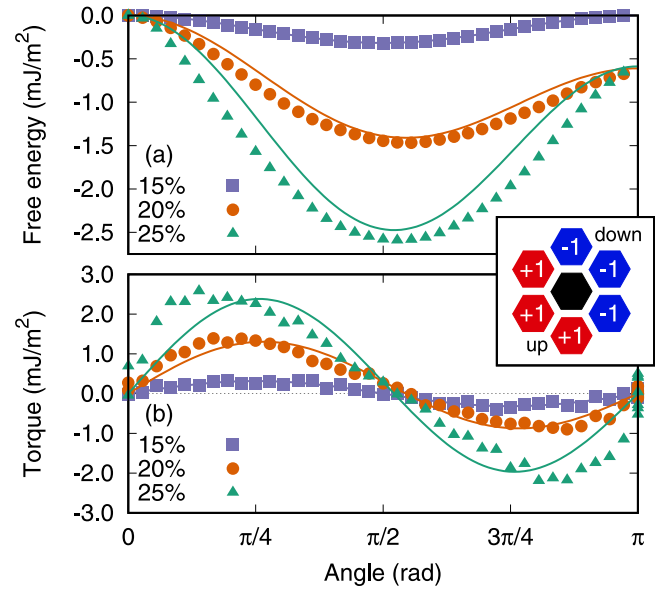 0.0
-0.5
-1.0
-1.5
-2.0
-2.5
Free energy (mJ/m²)
(a)
15%
20%
25%
-1 down
+1 -1
+1 -1
up +1
3.0
2.0
1.0
0.0
-1.0
-2.0
-3.0
Torque (mJ/m²)
(b)
15%
20%
25%
0 π/4 π/2 3π/4 π
Angle (rad)